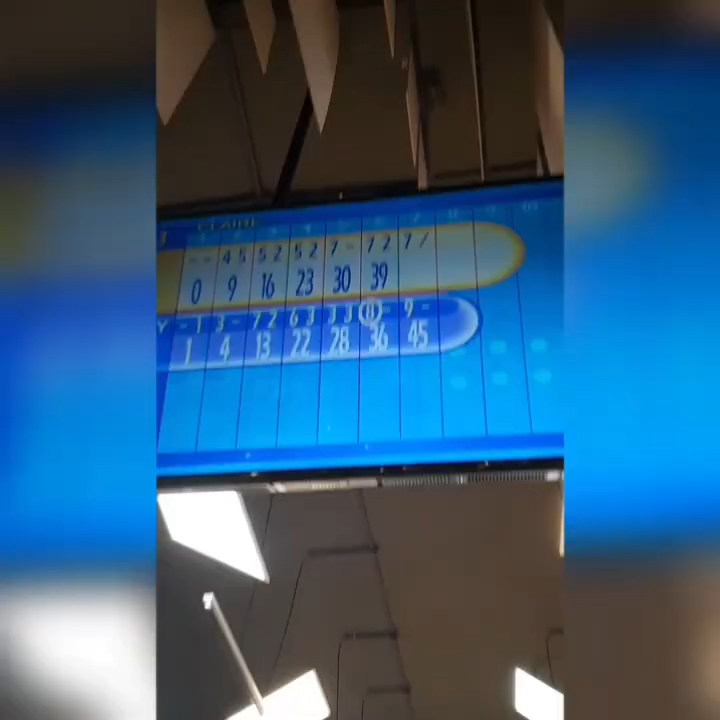 CLAIRE
- - 4 5 5 2 5 2 7 - 7 2 7 /
0 9 16 23 30 39
Y - 1 3 - 7 2 6 3 3 3 8 - 9 -
1 4 13 22 28 36 45